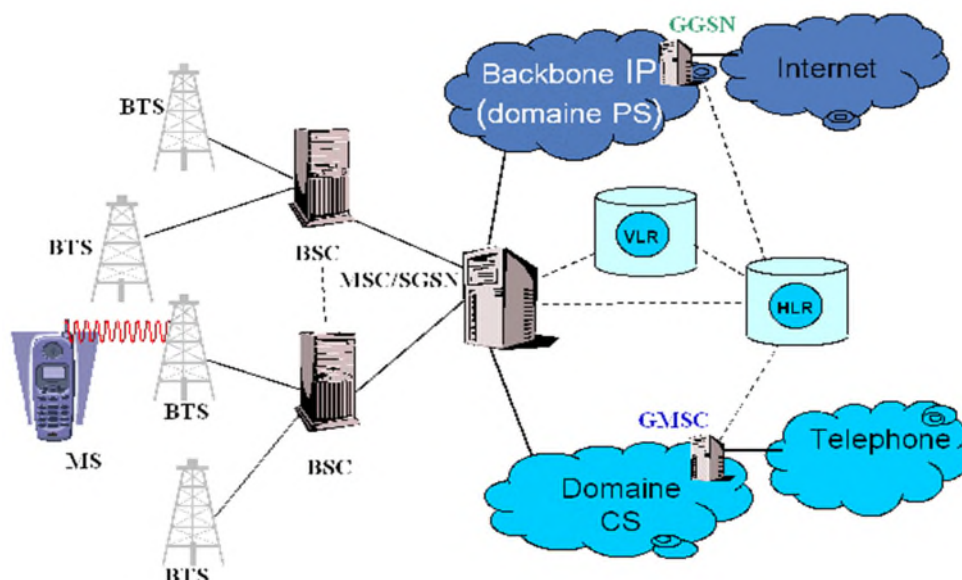 GGSN
Backbone IP
(domaine PS)
Internet
BTS
BTS
BSC
MSC/SGSN
VLR
HLR
BTS
MS
BSC
GMSC
Telephone
Domaine
CS
BTS